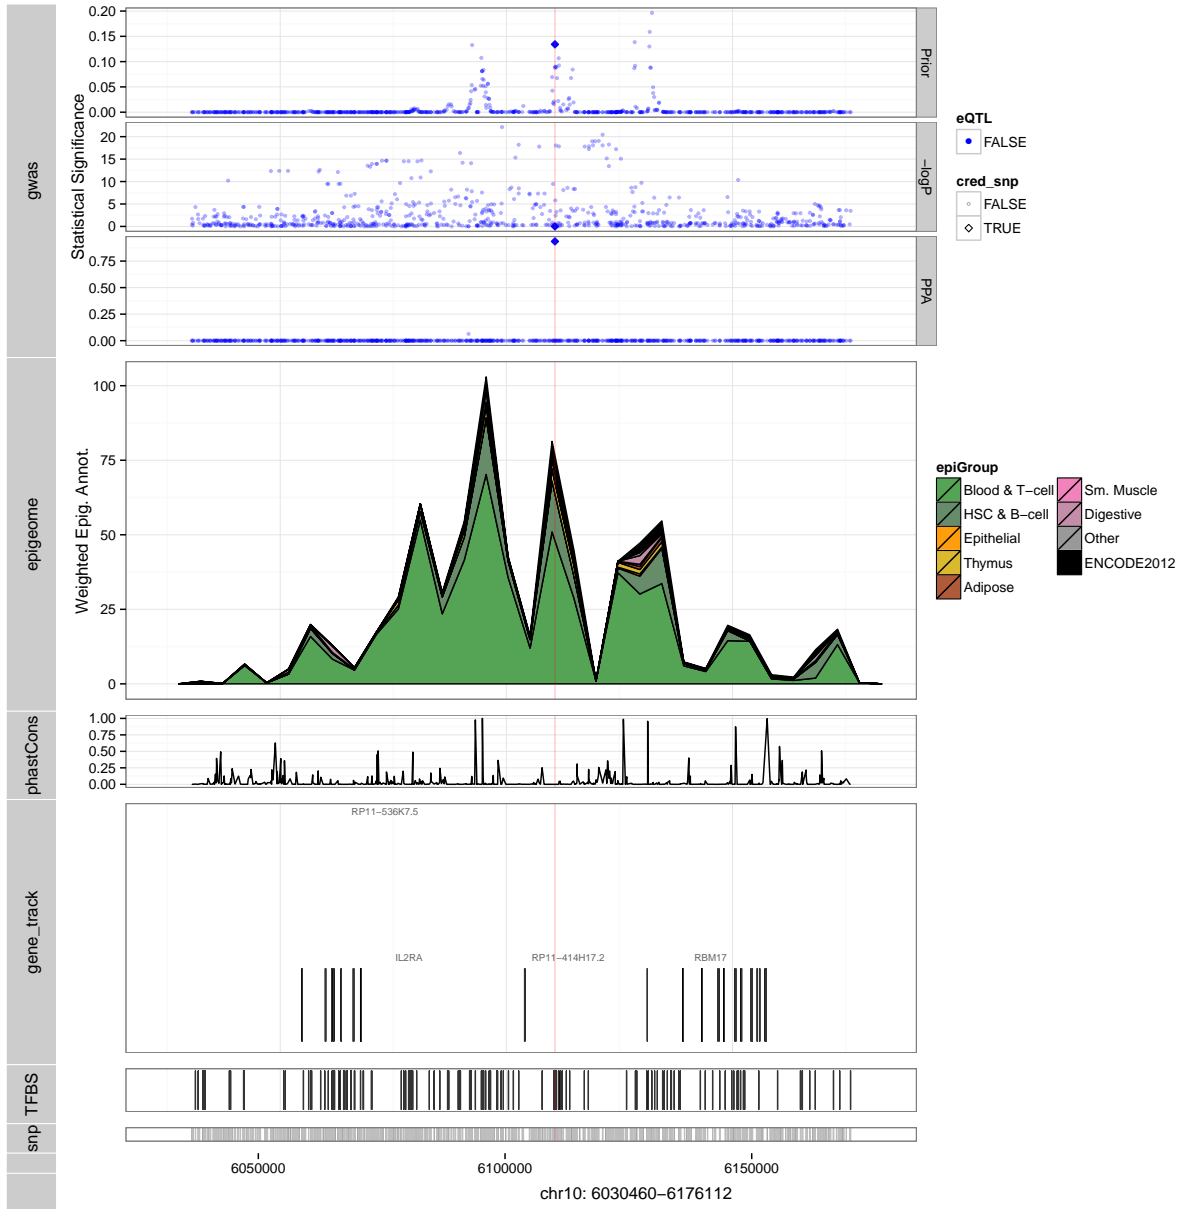 gwas
Statistical Significance
0.20
0.15
0.10
0.05
0.00
Prior
20
15
10
5
0
-logP
0.75
0.50
0.25
0.00
PPA
eQTL
FALSE
cred_snp
FALSE
TRUE
epigeome
Weighted Epig. Annot.
100
75
50
25
0
epiGroup
Blood & T-cell
HSC & B-cell
Epithelial
Thymus
Adipose
Sm. Muscle
Digestive
Other
ENCODE2012
phastCons
1.00
0.75
0.50
0.25
0.00
gene_track
RP11-536K7.5
IL2RA
RP11-414H17.2
RBM17
TFBS
snp
6050000
6100000
6150000
chr10: 6030460-6176112